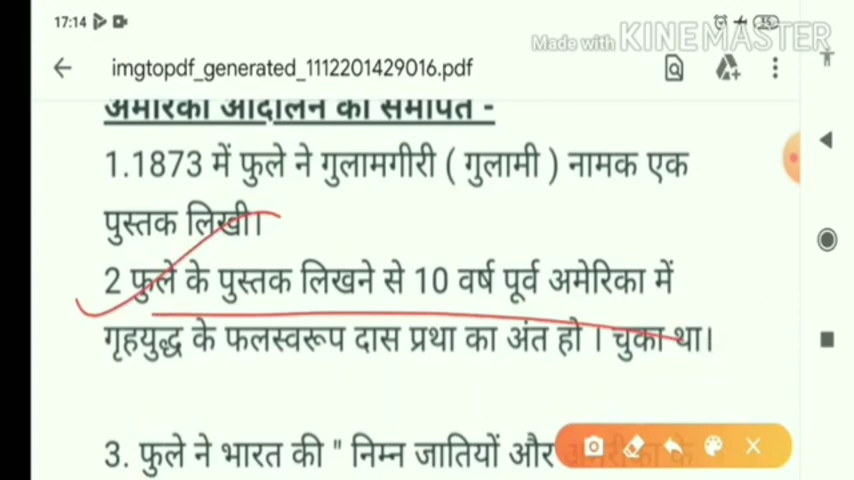 17:14
Made with KINEMASTER
imgtopdf_generated_1112201429016.pdf
अमेरिका आंदोलन की समाप्ति -
1.1873 में फुले ने गुलामगीरी ( गुलामी ) नामक एक
पुस्तक लिखी।
2 फुले के पुस्तक लिखने से 10 वर्ष पूर्व अमेरिका में
गृहयुद्ध के फलस्वरूप दास प्रथा का अंत हो । चुका था।
3. फुले ने भारत की " निम्न जातियों और अमरीका के